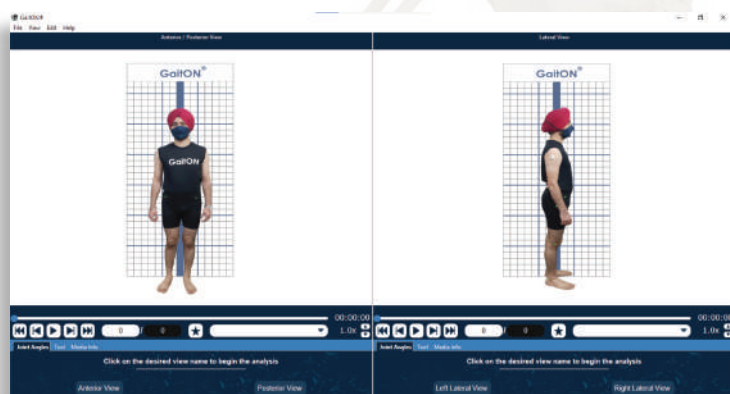 GaitON®
File View Edit Help
Anterior / Posterior View
Lateral View
GaitON®
GaitON®
GaitON
00:00:00
00:00:00
0 / 0
1.0x
0 / 0
1.0x
Joint Angles Tool Media Info
Joint Angles Tool Media Info
Click on the desired view name to begin the analysis
Click on the desired view name to begin the analysis
Anterior View
Posterior View
Left Lateral View
Right Lateral View